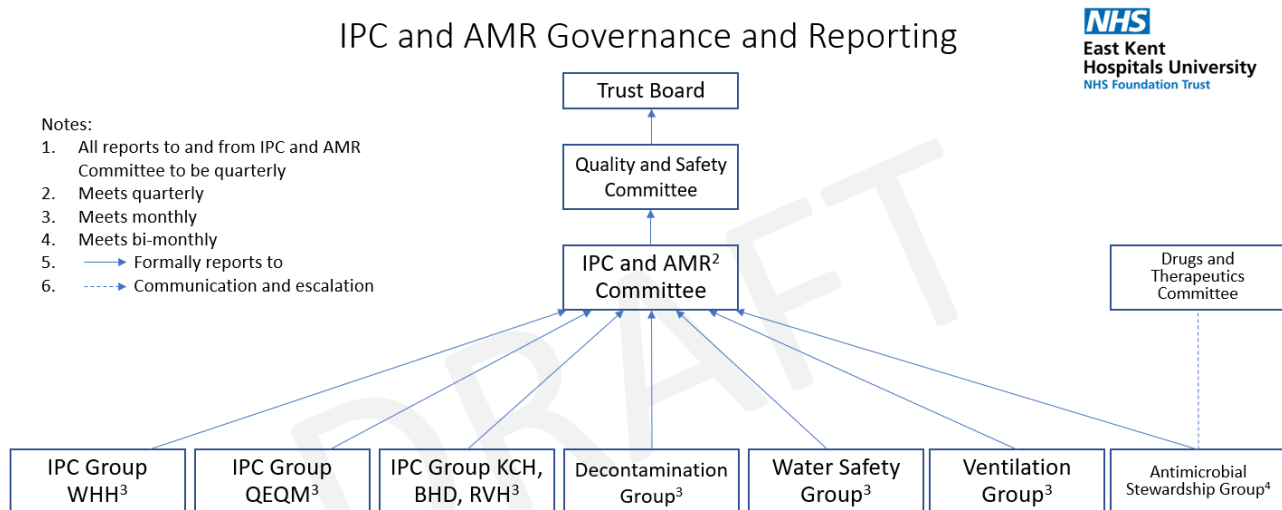 IPC and AMR Governance and Reporting
NHS
East Kent
Hospitals University
NHS Foundation Trust
Trust Board
Notes:
1. All reports to and from IPC and AMR
Committee to be quarterly
2. Meets quarterly
3. Meets monthly
4. Meets bi-monthly
5. Formally reports to
6. Communication and escalation
Quality and Safety
Committee
IPC and AMR²
Committee
Drugs and
Therapeutics
Committee
DRAFT
IPC Group
WHH³
IPC Group
QEQM³
IPC Group KCH,
BHD, RVH³
Decontamination
Group³
Water Safety
Group³
Ventilation
Group³
Antimicrobial
Stewardship Group⁴